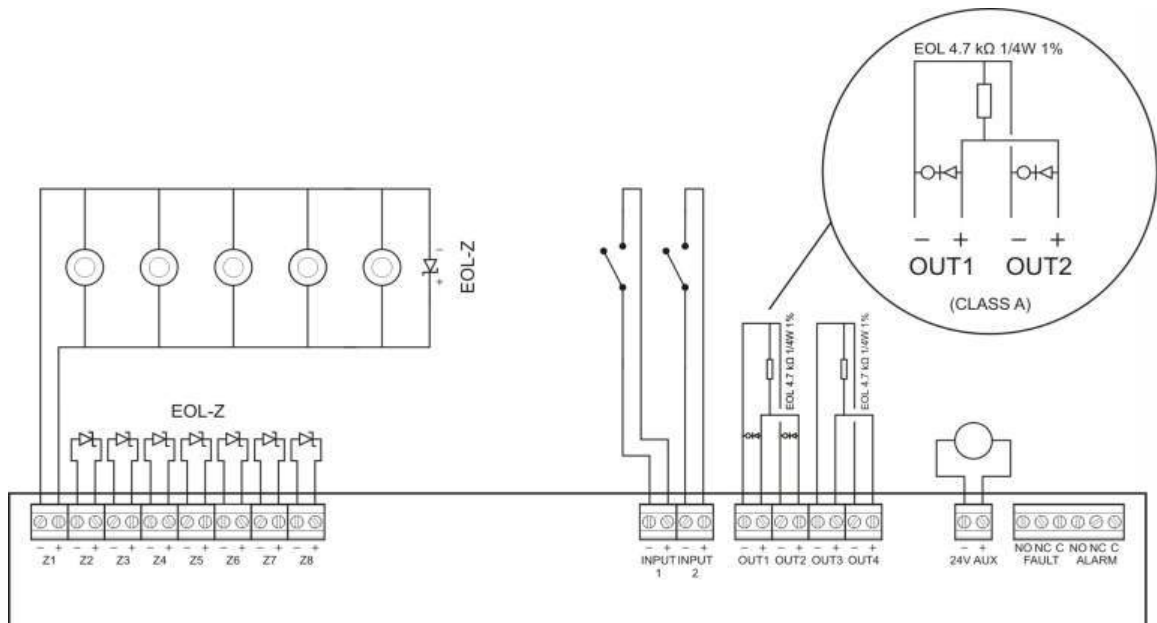 EOL 4.7 kΩ 1/4W 1%
− + − +
OUT1 OUT2
(CLASS A)
−
+
EOL-Z
EOL-Z
EOL 4.7 kΩ 1/4W 1%
EOL 4.7 kΩ 1/4W 1%
− + − + − + − + − + − + − + − +
Z1 Z2 Z3 Z4 Z5 Z6 Z7 Z8
− + − +
INPUT 1
INPUT 2
− + − + − + − +
OUT1 OUT2 OUT3 OUT4
− +
24V AUX
NO NC C NO NC C
FAULT ALARM